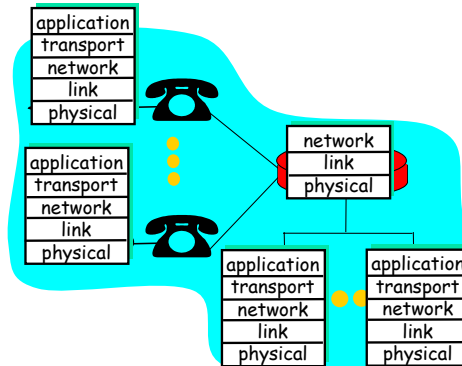 application
transport
network
link
physical
application
transport
network
link
physical
network
link
physical
application
transport
network
link
physical
application
transport
network
link
physical